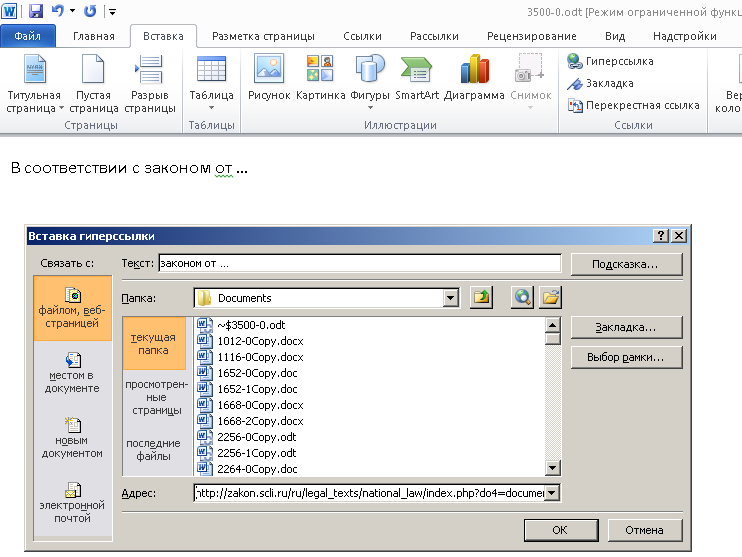 3500-0.odt [Режим ограниченной функц
Файл Главная Вставка Разметка страницы Ссылки Рассылки Рецензирование Вид Надстройки
Титульная страница
Пустая страница
Разрыв страницы
Таблица
Рисунок
Картинка
Фигуры
SmartArt
Диаграмма
Снимок
Гиперссылка
Закладка
Перекрестная ссылка
Вер
коло
Страницы Таблицы Иллюстрации Ссылки
В соответствии с законом от ...
Вставка гиперссылки
Связать с: Текст: законом от ... Подсказка...
Папка: Documents
файлом, веб-
страницей
местом в
документе
новым
документом
электронной
почтой
текущая
папка
просмотрен-
ные
страницы
последние
файлы
~$3500-0.odt
1012-0Copy.docx
1116-0Copy.docx
1652-0Copy.doc
1652-1Copy.doc
1668-0Copy.docx
1668-2Copy.docx
2256-0Copy.odt
2256-1Copy.odt
2264-0Copy.doc
Закладка...
Выбор рамки...
Адрес: http://zakon.scli.ru/ru/legal_texts/national_law/index.php?do4=documen
OK Отмена